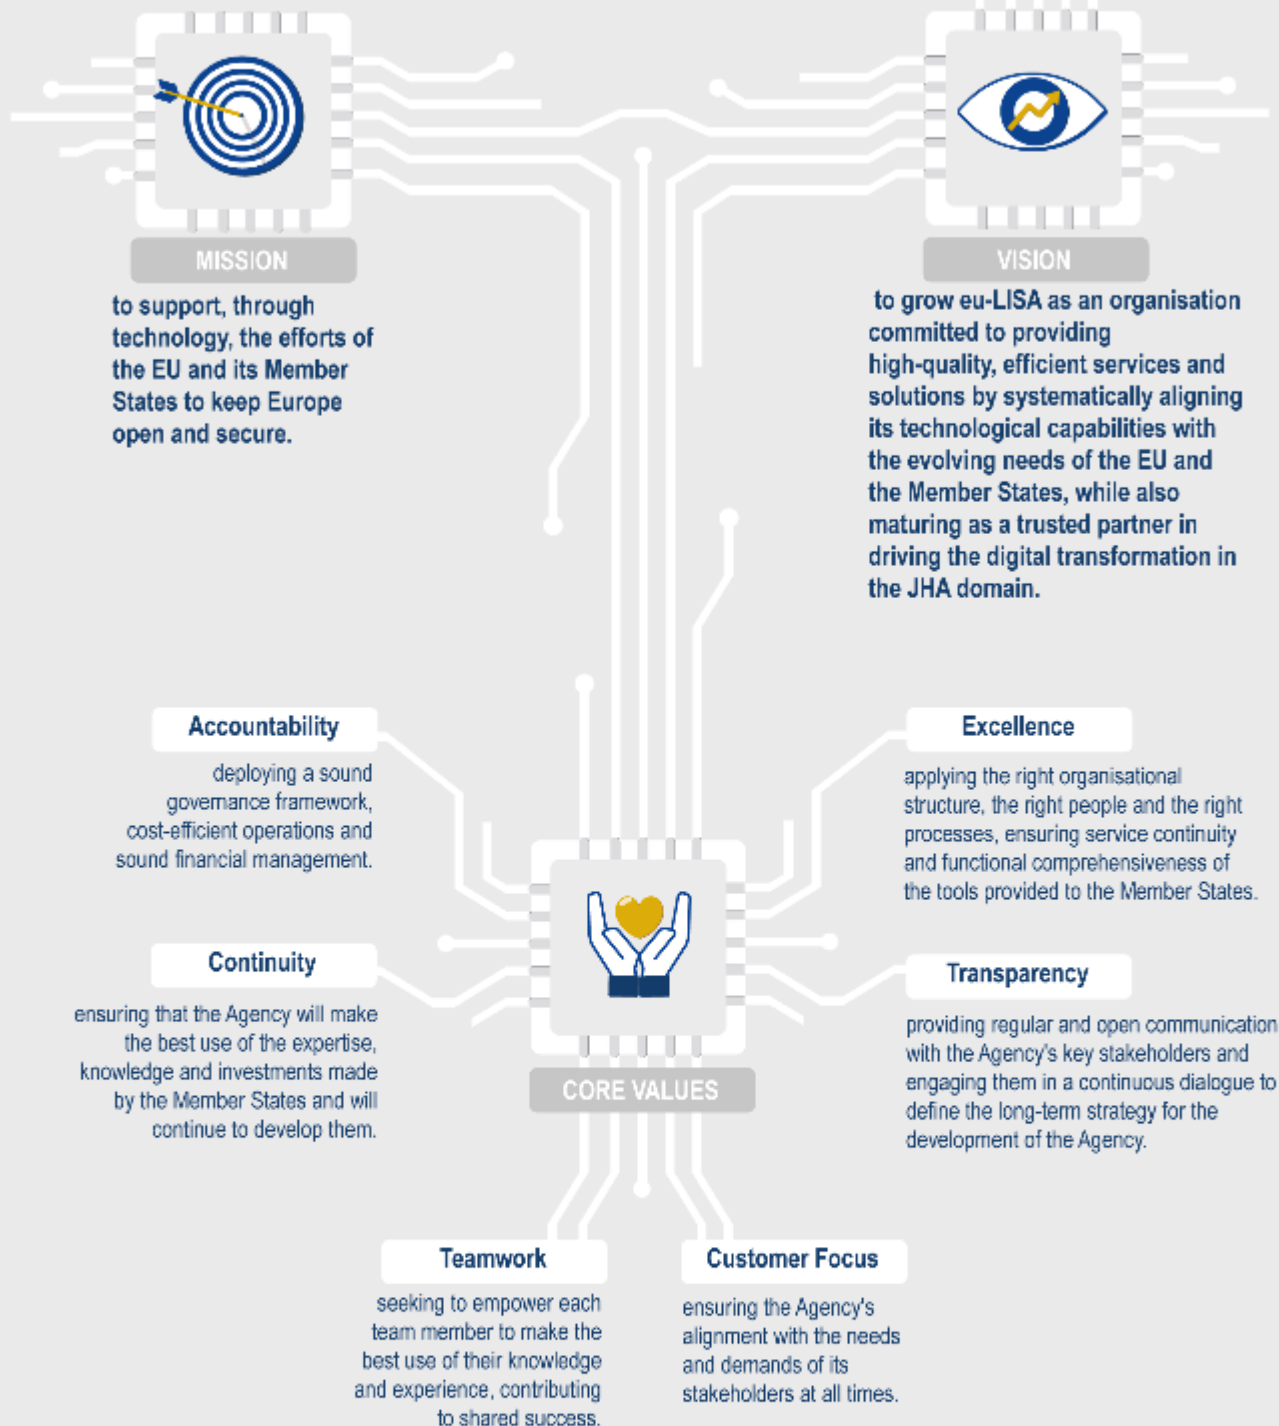 MISSION
to support, through
technology, the efforts of
the EU and its Member
States to keep Europe
open and secure.
VISION
to grow eu-LISA as an organisation
committed to providing
high-quality, efficient services and
solutions by systematically aligning
its technological capabilities with
the evolving needs of the EU and
the Member States, while also
maturing as a trusted partner in
driving the digital transformation in
the JHA domain.
Accountability
deploying a sound
governance framework,
cost-efficient operations and
sound financial management.
Excellence
applying the right organisational
structure, the right people and the right
processes, ensuring service continuity
and functional comprehensiveness of
the tools provided to the Member States.
Continuity
ensuring that the Agency will make
the best use of the expertise,
knowledge and investments made
by the Member States and will
continue to develop them.
Transparency
providing regular and open communication
with the Agency's key stakeholders and
engaging them in a continuous dialogue to
define the long-term strategy for the
development of the Agency.
CORE VALUES
Teamwork
seeking to empower each
team member to make the
best use of their knowledge
and experience, contributing
to shared success.
Customer Focus
ensuring the Agency's
alignment with the needs
and demands of its
stakeholders at all times.